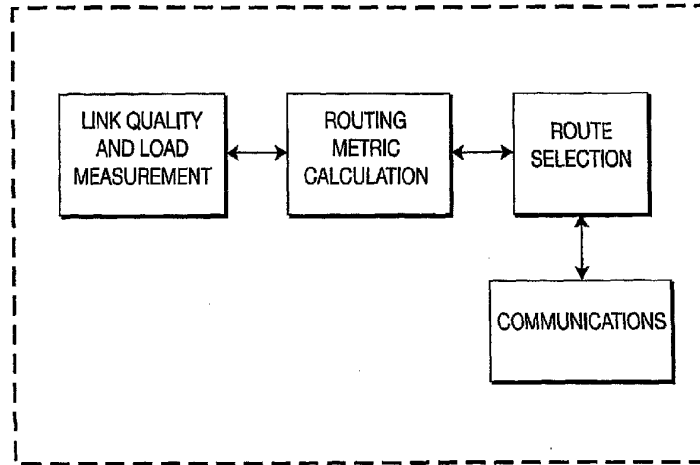 LINK QUALITY
AND LOAD
MEASUREMENT
ROUTING
METRIC
CALCULATION
ROUTE
SELECTION
COMMUNICATIONS